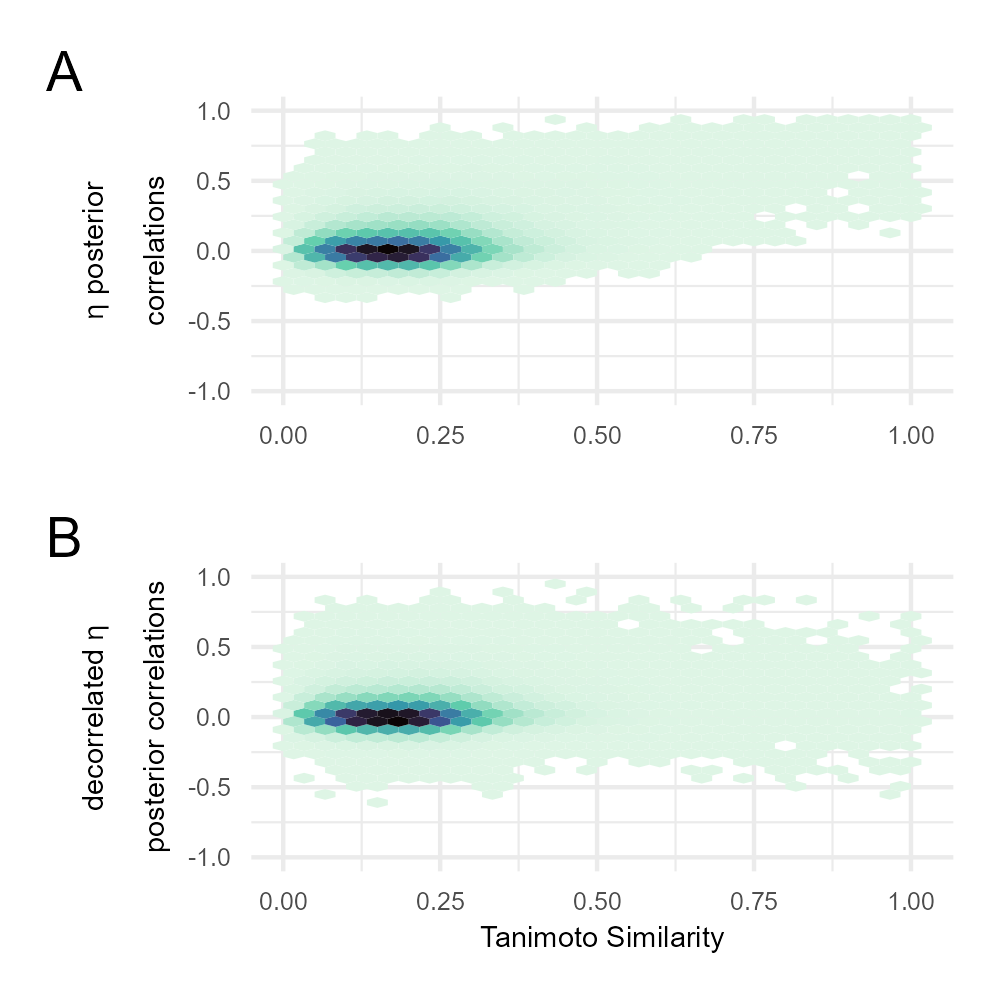 A
η posterior
correlations
1.0
0.5
0.0
-0.5
-1.0
0.00 0.25 0.50 0.75 1.00
B
decorrelated η
posterior correlations
1.0
0.5
0.0
-0.5
-1.0
0.00 0.25 0.50 0.75 1.00
Tanimoto Similarity